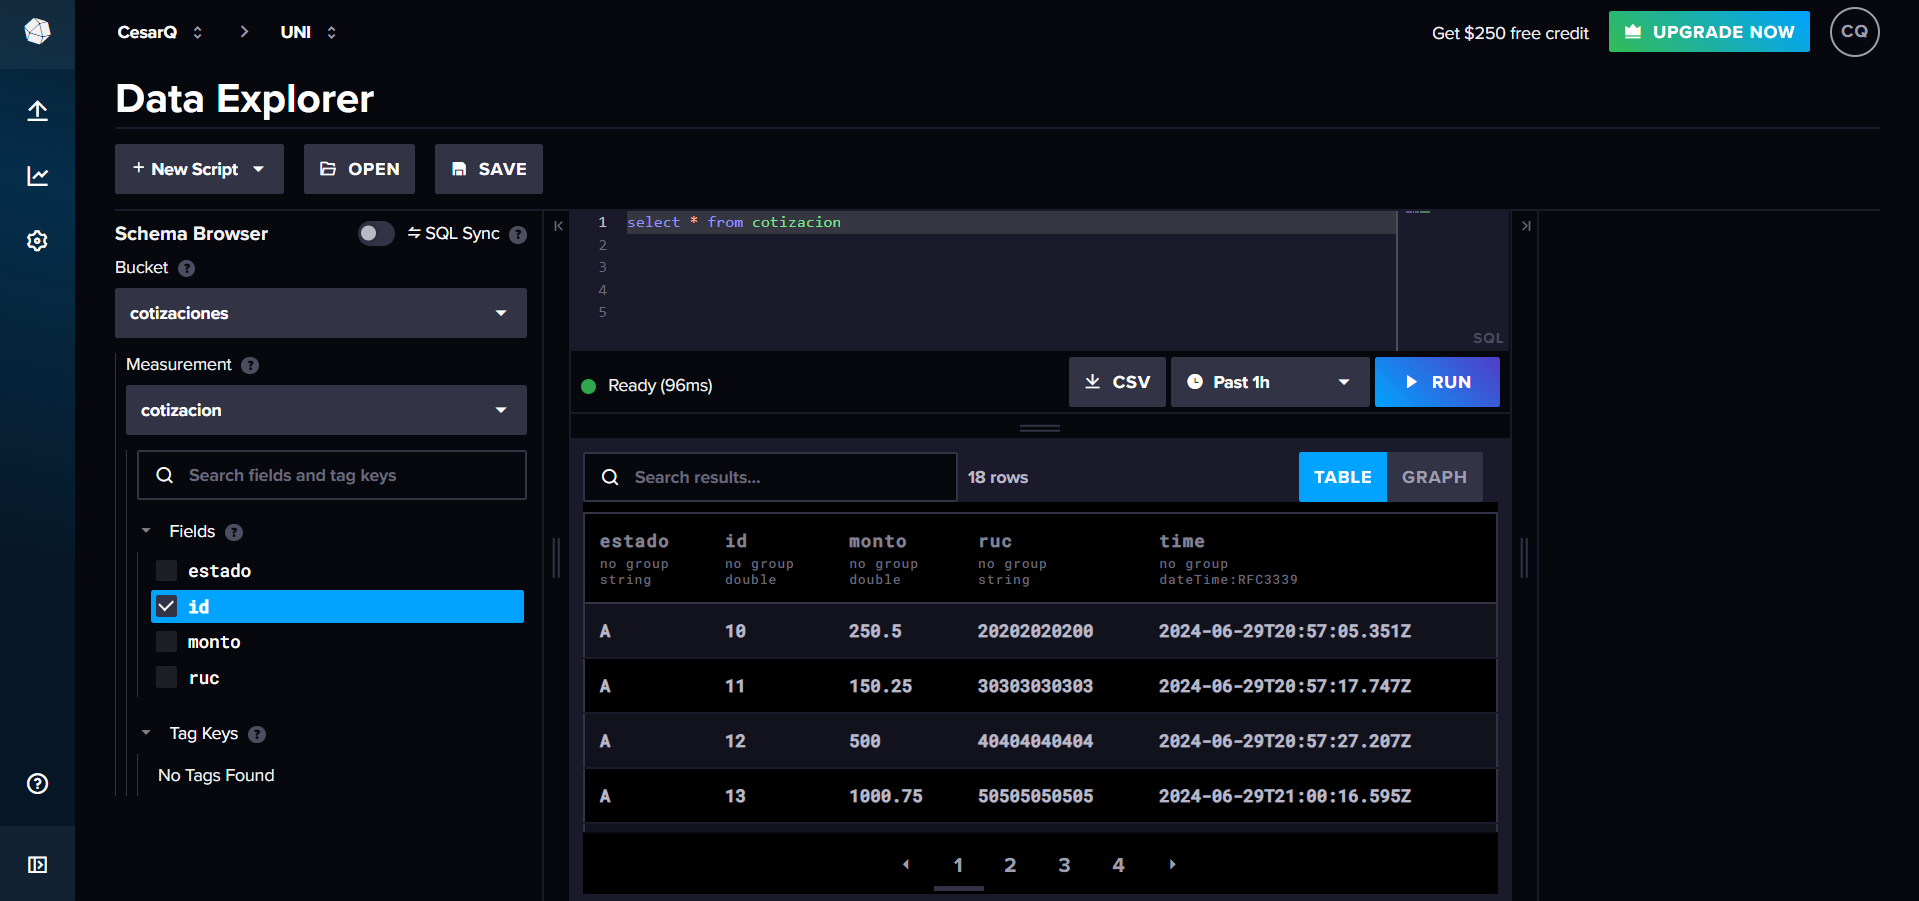 CesarQ
UNI
Get $250 free credit
UPGRADE NOW
CQ
Data Explorer
+ New Script
OPEN
SAVE
Schema Browser
SQL Sync ?
Bucket ?
cotizaciones
Measurement ?
cotizacion
Search fields and tag keys
Fields ?
estado
id
monto
ruc
Tag Keys ?
No Tags Found
1 select * from cotizacion
2
3
4
5
SQL
Ready (96ms)
CSV
Past 1h
RUN
Search results...
18 rows
TABLE
GRAPH
estado id monto ruc time
no group no group no group no group no group
string double double string dateTime:RFC3339
A 10 250.5 20202020200 2024-06-29T20:57:05.351Z
A 11 150.25 30303030303 2024-06-29T20:57:17.747Z
A 12 500 40404040404 2024-06-29T20:57:27.207Z
A 13 1000.75 50505050505 2024-06-29T21:00:16.595Z
1 2 3 4
?